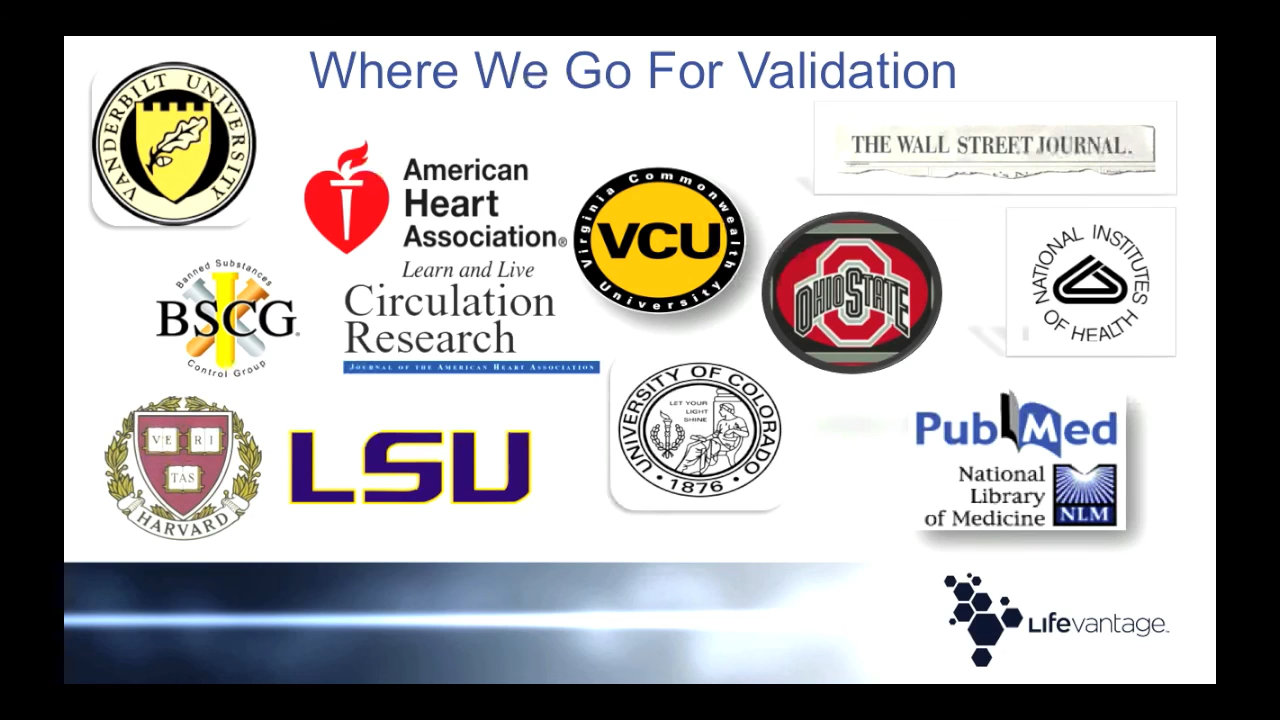 Where We Go For Validation
VANDERBILT UNIVERSITY
THE WALL STREET JOURNAL.
American
Heart
Association®
Learn and Live
Circulation
Research
JOURNAL OF THE AMERICAN HEART ASSOCIATION
Virginia Commonwealth
VCU
University
OHIO STATE
NATIONAL INSTITUTES
OF HEALTH
Banned Substances
BSCG®
Control Group
VE RI
TAS
HARVARD
LSU
UNIVERSITY OF COLORADO
LET YOUR
LIGHT
SHINE
1876
PubMed
National
Library
of Medicine
NLM
Lifevantage™